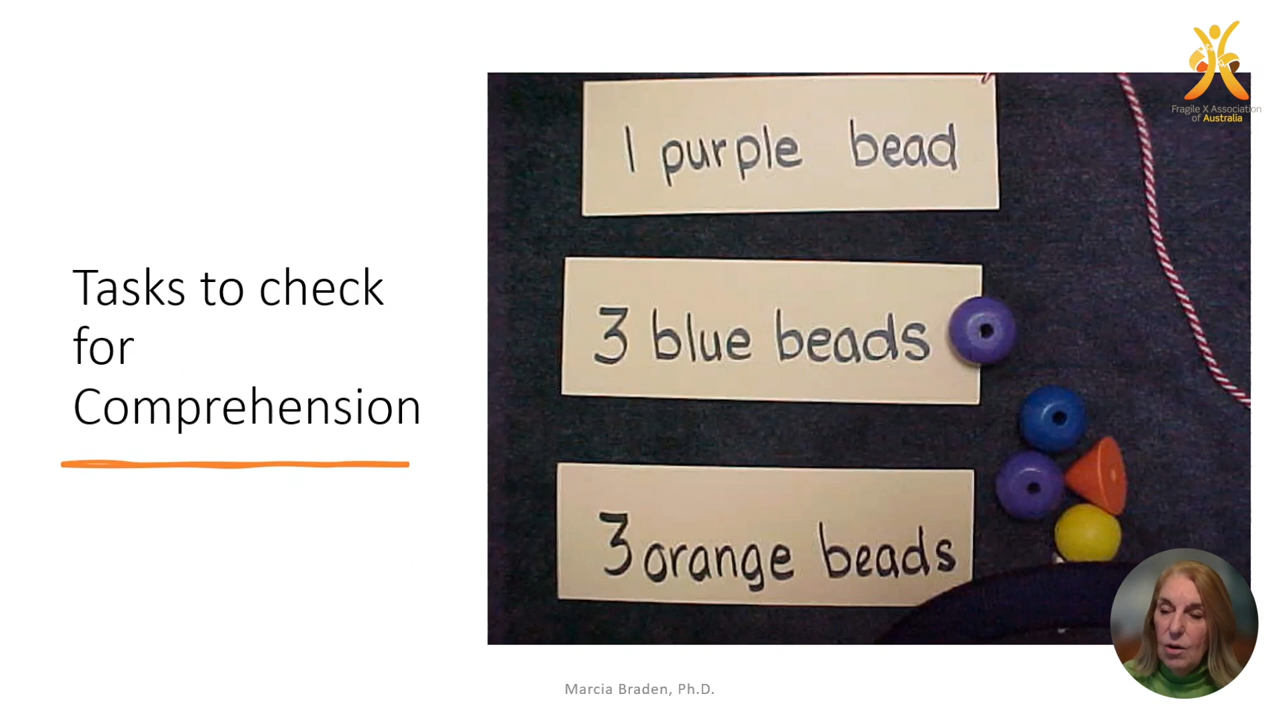 Tasks to check
for
Comprehension
1 purple bead
3 blue beads
3 orange beads
Fragile X Association
of Australia
Marcia Braden, Ph.D.